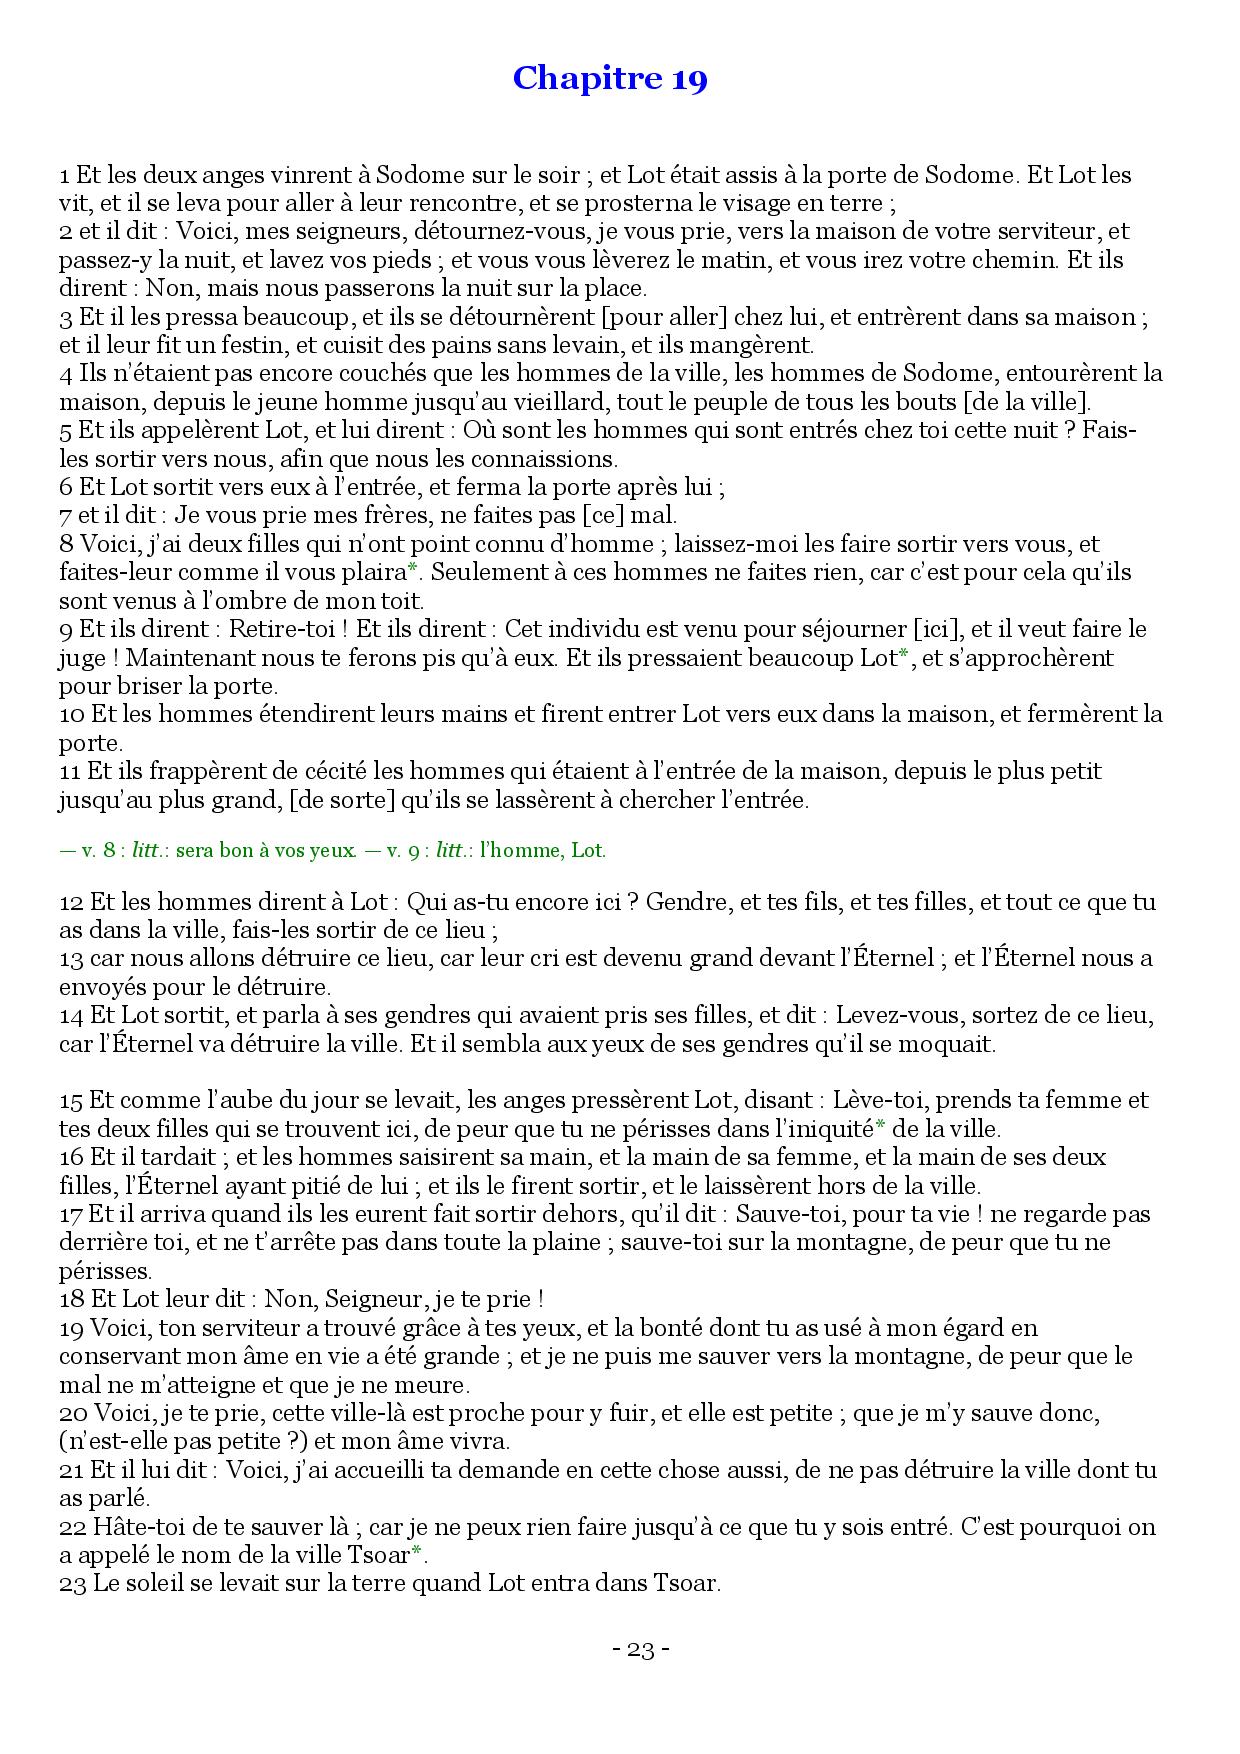 Chapitre 19
1 Et les deux anges vinrent à Sodome sur le soir ; et Lot était assis à la porte de Sodome. Et Lot les
vit, et il se leva pour aller à leur rencontre, et se prosterna le visage en terre ;
2 et il dit : Voici, mes seigneurs, détournez-vous, je vous prie, vers la maison de votre serviteur, et
passez-y la nuit, et lavez vos pieds ; et vous vous lèverez le matin, et vous irez votre chemin. Et ils
dirent : Non, mais nous passerons la nuit sur la place.
3 Et il les pressa beaucoup, et ils se détournèrent [pour aller] chez lui, et entrèrent dans sa maison ;
et il leur fit un festin, et cuisit des pains sans levain, et ils mangèrent.
4 Ils n’étaient pas encore couchés que les hommes de la ville, les hommes de Sodome, entourèrent la
maison, depuis le jeune homme jusqu’au vieillard, tout le peuple de tous les bouts [de la ville].
5 Et ils appelèrent Lot, et lui dirent : Où sont les hommes qui sont entrés chez toi cette nuit ? Fais-
les sortir vers nous, afin que nous les connaissions.
6 Et Lot sortit vers eux à l’entrée, et ferma la porte après lui ;
7 et il dit : Je vous prie mes frères, ne faites pas [ce] mal.
8 Voici, j’ai deux filles qui n’ont point connu d’homme ; laissez-moi les faire sortir vers vous, et
faites-leur comme il vous plaira*. Seulement à ces hommes ne faites rien, car c’est pour cela qu’ils
sont venus à l’ombre de mon toit.
9 Et ils dirent : Retire-toi ! Et ils dirent : Cet individu est venu pour séjourner [ici], et il veut faire le
juge ! Maintenant nous te ferons pis qu’à eux. Et ils pressaient beaucoup Lot*, et s’approchèrent
pour briser la porte.
10 Et les hommes étendirent leurs mains et firent entrer Lot vers eux dans la maison, et fermèrent la
porte.
11 Et ils frappèrent de cécité les hommes qui étaient à l’entrée de la maison, depuis le plus petit
jusqu’au plus grand, [de sorte] qu’ils se lassèrent à chercher l’entrée.
— v. 8 : litt.: sera bon à vos yeux. — v. 9 : litt.: l’homme, Lot.
12 Et les hommes dirent à Lot : Qui as-tu encore ici ? Gendre, et tes fils, et tes filles, et tout ce que tu
as dans la ville, fais-les sortir de ce lieu ;
13 car nous allons détruire ce lieu, car leur cri est devenu grand devant l’Éternel ; et l’Éternel nous a
envoyés pour le détruire.
14 Et Lot sortit, et parla à ses gendres qui avaient pris ses filles, et dit : Levez-vous, sortez de ce lieu,
car l’Éternel va détruire la ville. Et il sembla aux yeux de ses gendres qu’il se moquait.
15 Et comme l’aube du jour se levait, les anges pressèrent Lot, disant : Lève-toi, prends ta femme et
tes deux filles qui se trouvent ici, de peur que tu ne périsses dans l’iniquité* de la ville.
16 Et il tardait ; et les hommes saisirent sa main, et la main de sa femme, et la main de ses deux
filles, l’Éternel ayant pitié de lui ; et ils le firent sortir, et le laissèrent hors de la ville.
17 Et il arriva quand ils les eurent fait sortir dehors, qu’il dit : Sauve-toi, pour ta vie ! ne regarde pas
derrière toi, et ne t’arrête pas dans toute la plaine ; sauve-toi sur la montagne, de peur que tu ne
périsses.
18 Et Lot leur dit : Non, Seigneur, je te prie !
19 Voici, ton serviteur a trouvé grâce à tes yeux, et la bonté dont tu as usé à mon égard en
conservant mon âme en vie a été grande ; et je ne puis me sauver vers la montagne, de peur que le
mal ne m’atteigne et que je ne meure.
20 Voici, je te prie, cette ville-là est proche pour y fuir, et elle est petite ; que je m’y sauve donc,
(n’est-elle pas petite ?) et mon âme vivra.
21 Et il lui dit : Voici, j’ai accueilli ta demande en cette chose aussi, de ne pas détruire la ville dont tu
as parlé.
22 Hâte-toi de te sauver là ; car je ne peux rien faire jusqu’à ce que tu y sois entré. C’est pourquoi on
a appelé le nom de la ville Tsoar*.
23 Le soleil se levait sur la terre quand Lot entra dans Tsoar.
- 23 -